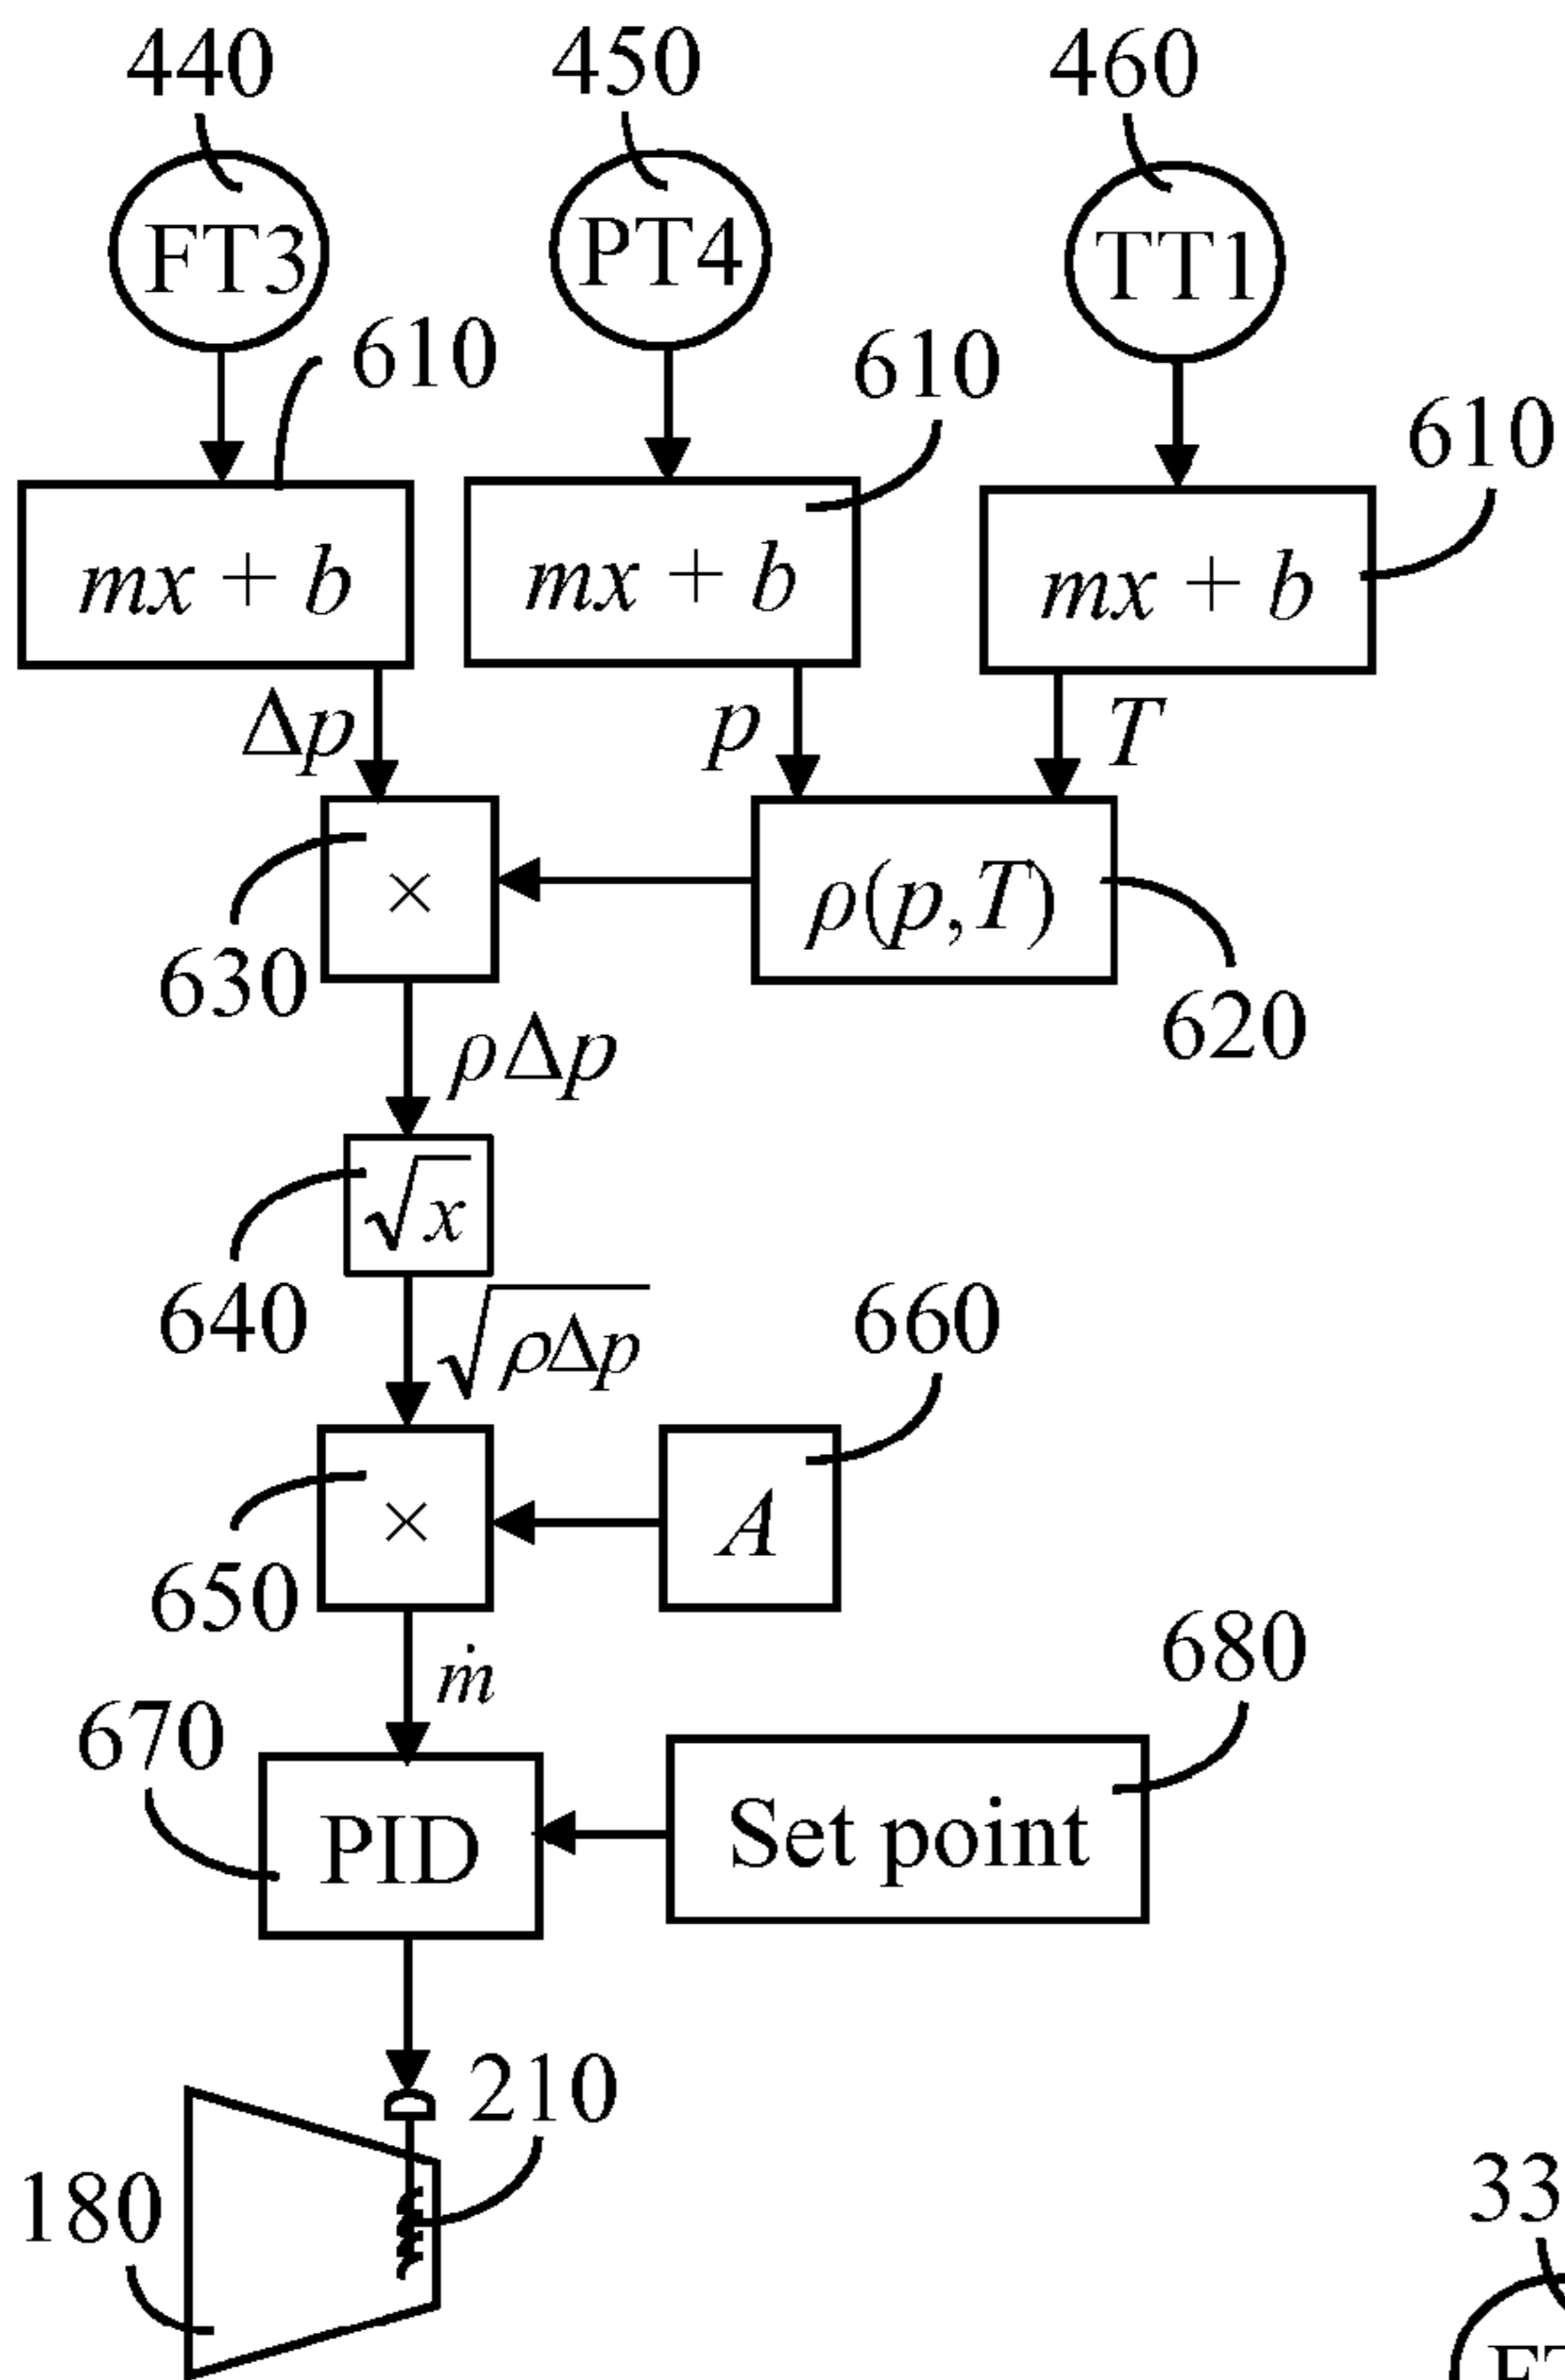 440 450 460
FT3 PT4 TT1
610 610 610
mx + b mx + b mx + b
Δp p T
× ρ(p,T)
630 620
ρΔp
√x
640 √ρΔp 660
× A
650 680
ṁ
670
PID Set point
210
180 33